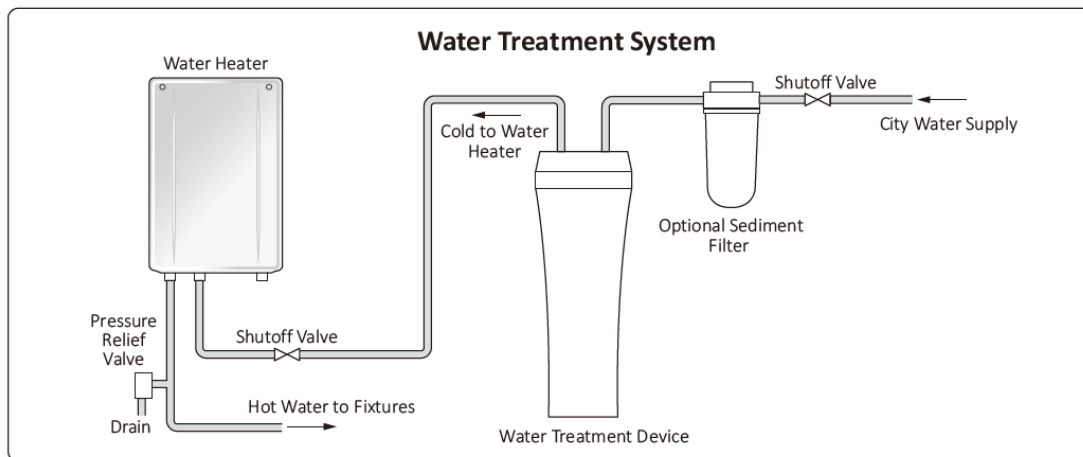 Water Treatment System
Water Heater
Shutoff Valve
City Water Supply
Cold to Water
Heater
Optional Sediment
Filter
Pressure
Relief
Valve
Shutoff Valve
Drain
Hot Water to Fixtures
Water Treatment Device